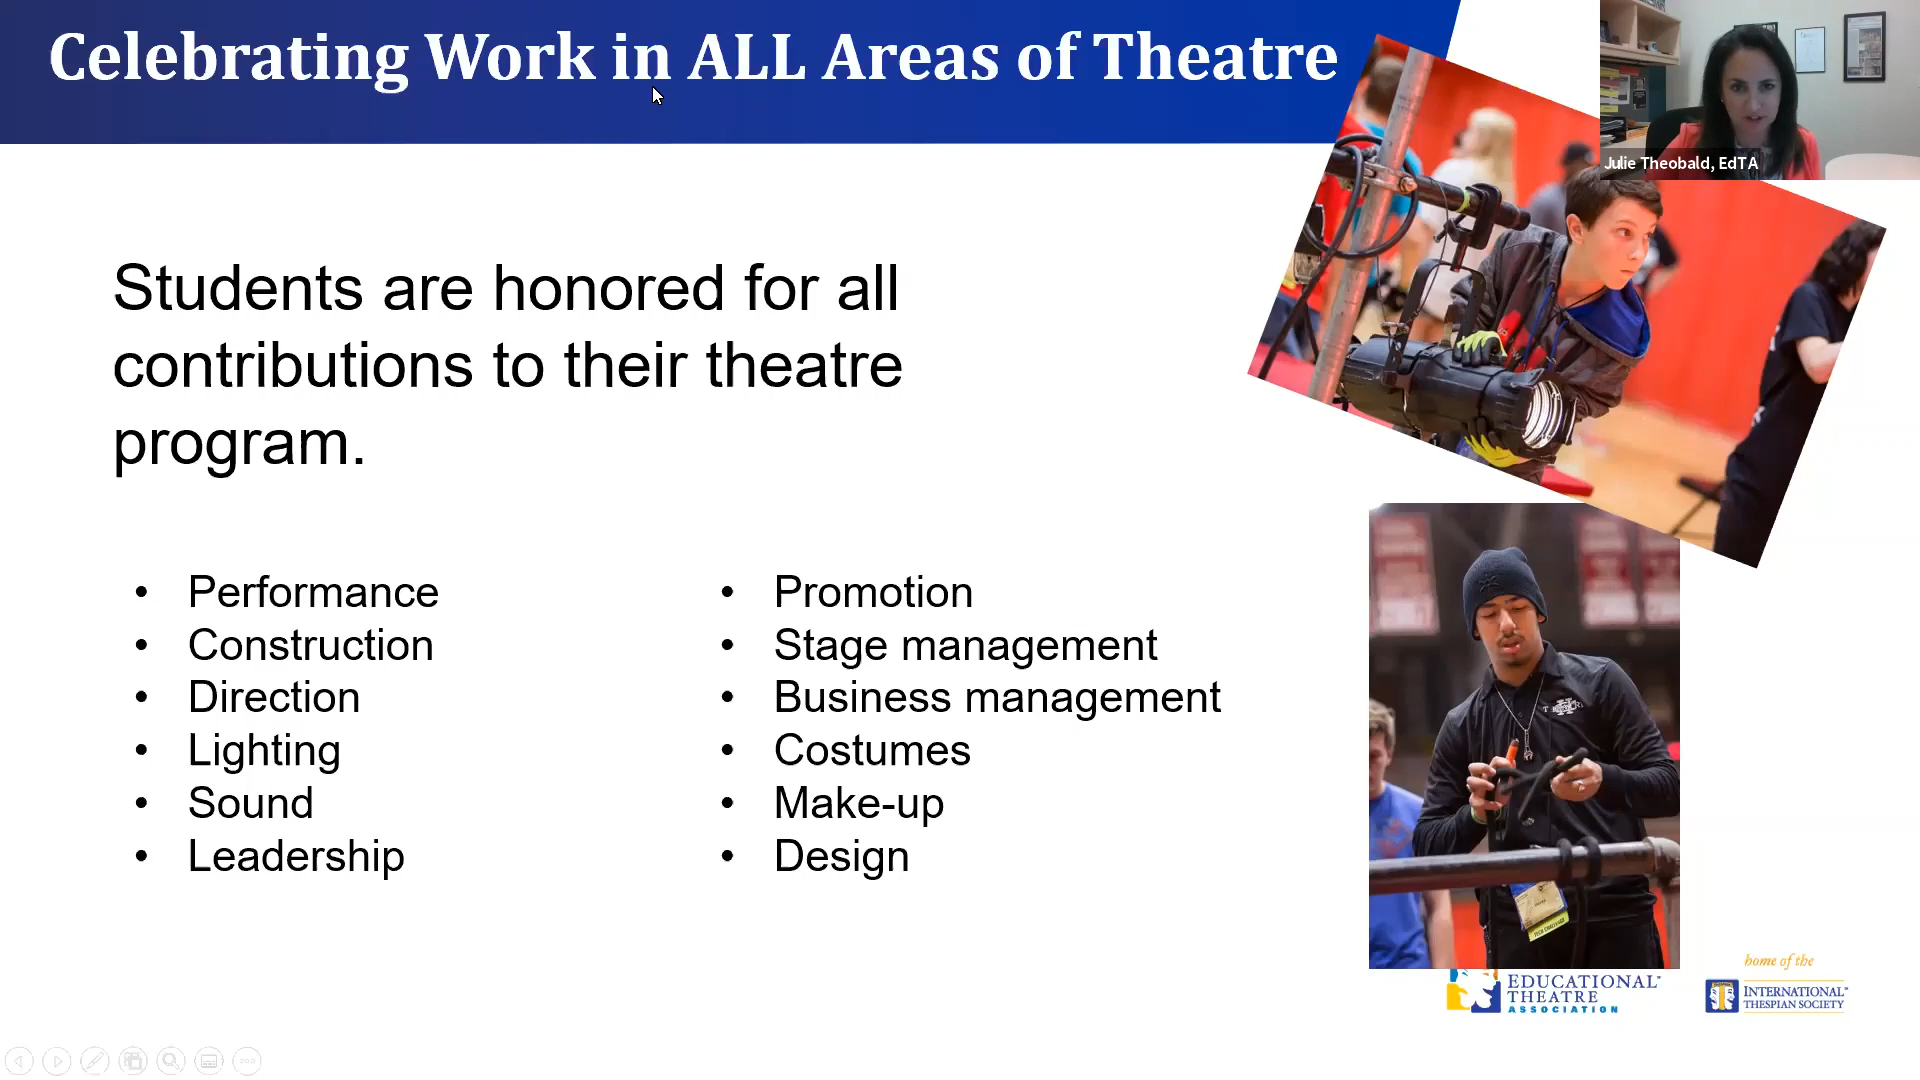 Celebrating Work in ALL Areas of Theatre
Julie Theobald, EdTA
Students are honored for all
contributions to their theatre
program.
• Performance
• Construction
• Direction
• Lighting
• Sound
• Leadership
• Promotion
• Stage management
• Business management
• Costumes
• Make-up
• Design
EDUCATIONAL
THEATRE
ASSOCIATION
home of the
INTERNATIONAL
THESPIAN SOCIETY